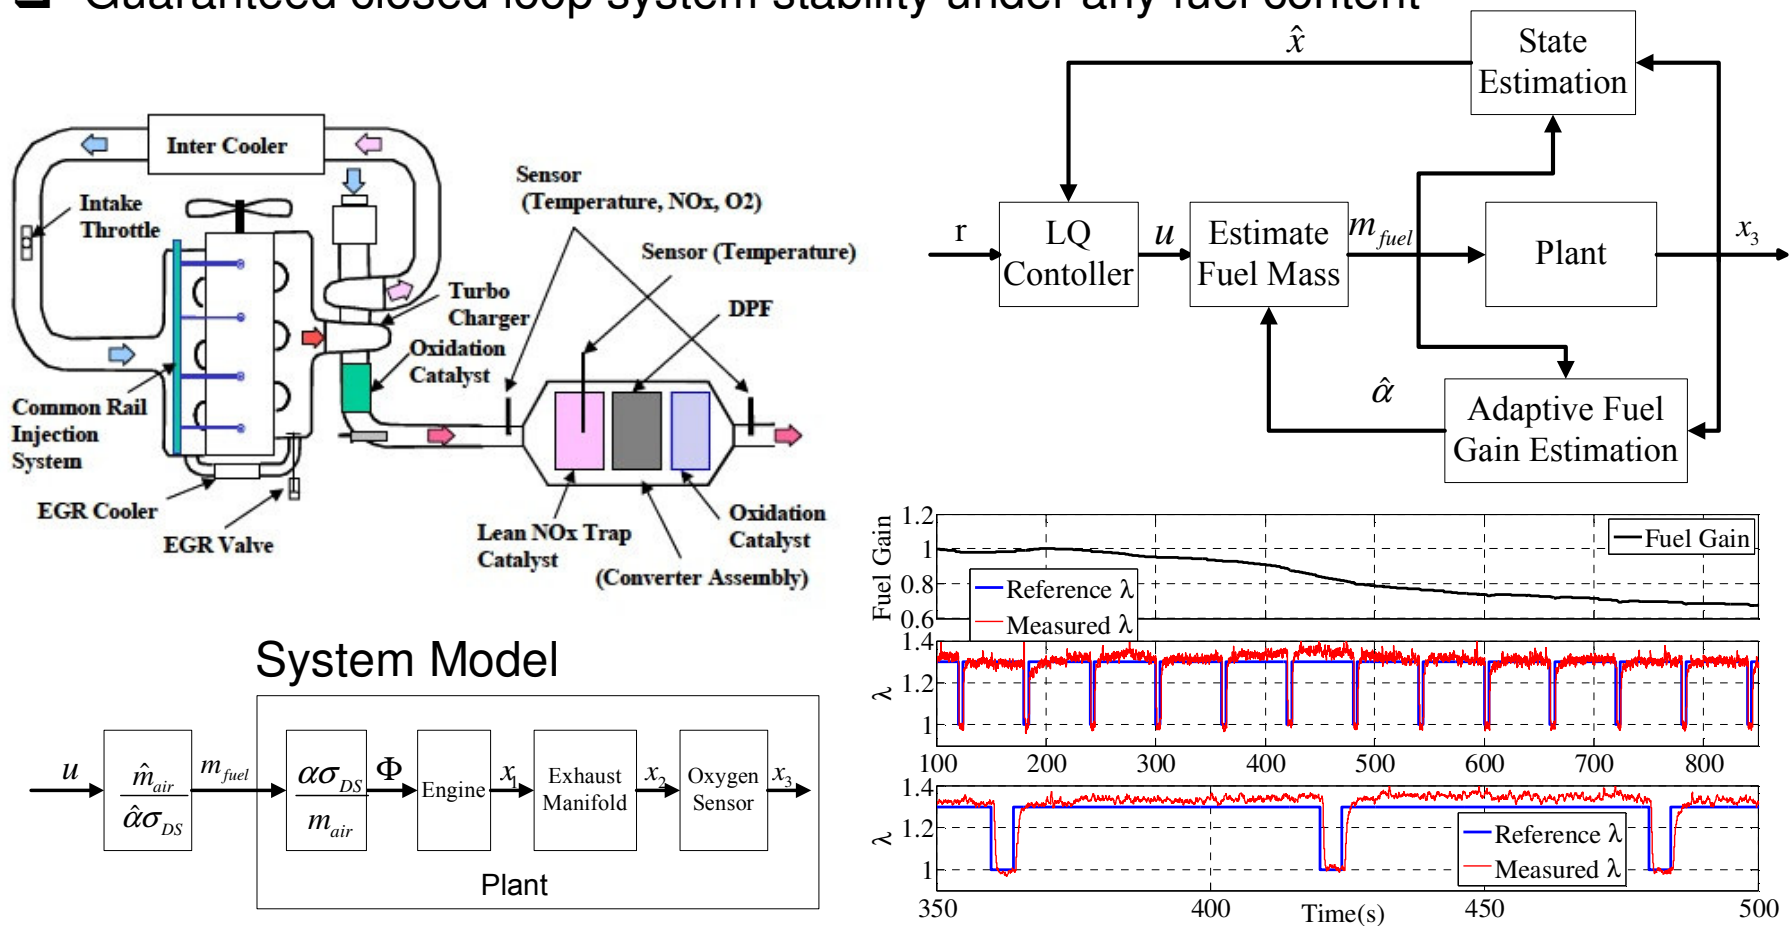 Guaranteed closed loop system stability under any fuel content
Inter Cooler
Intake
Throttle
Sensor
(Temperature, NOx, O2)
Sensor (Temperature)
Turbo
Charger
DPF
Oxidation
Catalyst
Common Rail
Injection
System
EGR Cooler
EGR Valve
Lean NOx Trap
Catalyst
Oxidation
Catalyst
(Converter Assembly)
x̂
State
Estimation
r
LQ
Contoller
u
Estimate
Fuel Mass
m_fuel
Plant
x₃
α̂
Adaptive Fuel
Gain Estimation
System Model
u
m̂_air
α̂σ_DS
m_fuel
ασ_DS
m_air
Φ
Engine
x₁
Exhaust
Manifold
x₂
Oxygen
Sensor
x₃
Plant
Fuel Gain
1.2
1
0.8
0.6
Fuel Gain
Reference λ
Measured λ
λ
1.4
1.2
1
100 200 300 400 500 600 700 800
λ
1.4
1.2
1
Reference λ
Measured λ
350 400 450 500
Time(s)